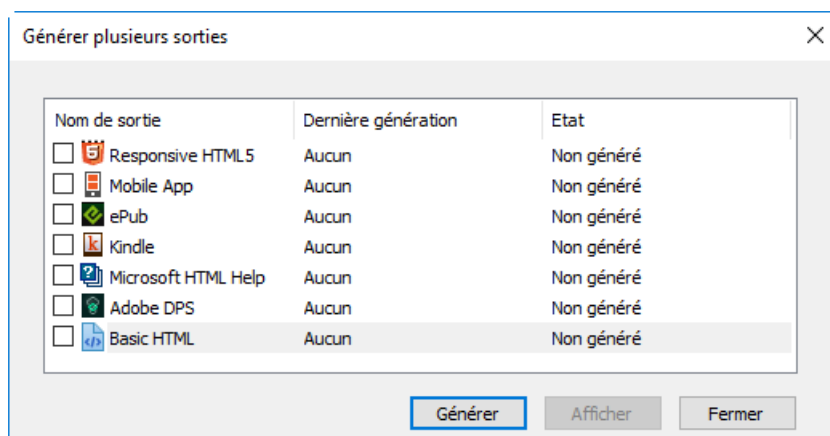 Générer plusieurs sorties
Nom de sortie Dernière génération Etat
Responsive HTML5 Aucun Non généré
Mobile App Aucun Non généré
ePub Aucun Non généré
Kindle Aucun Non généré
Microsoft HTML Help Aucun Non généré
Adobe DPS Aucun Non généré
Basic HTML Aucun Non généré
Générer Afficher Fermer